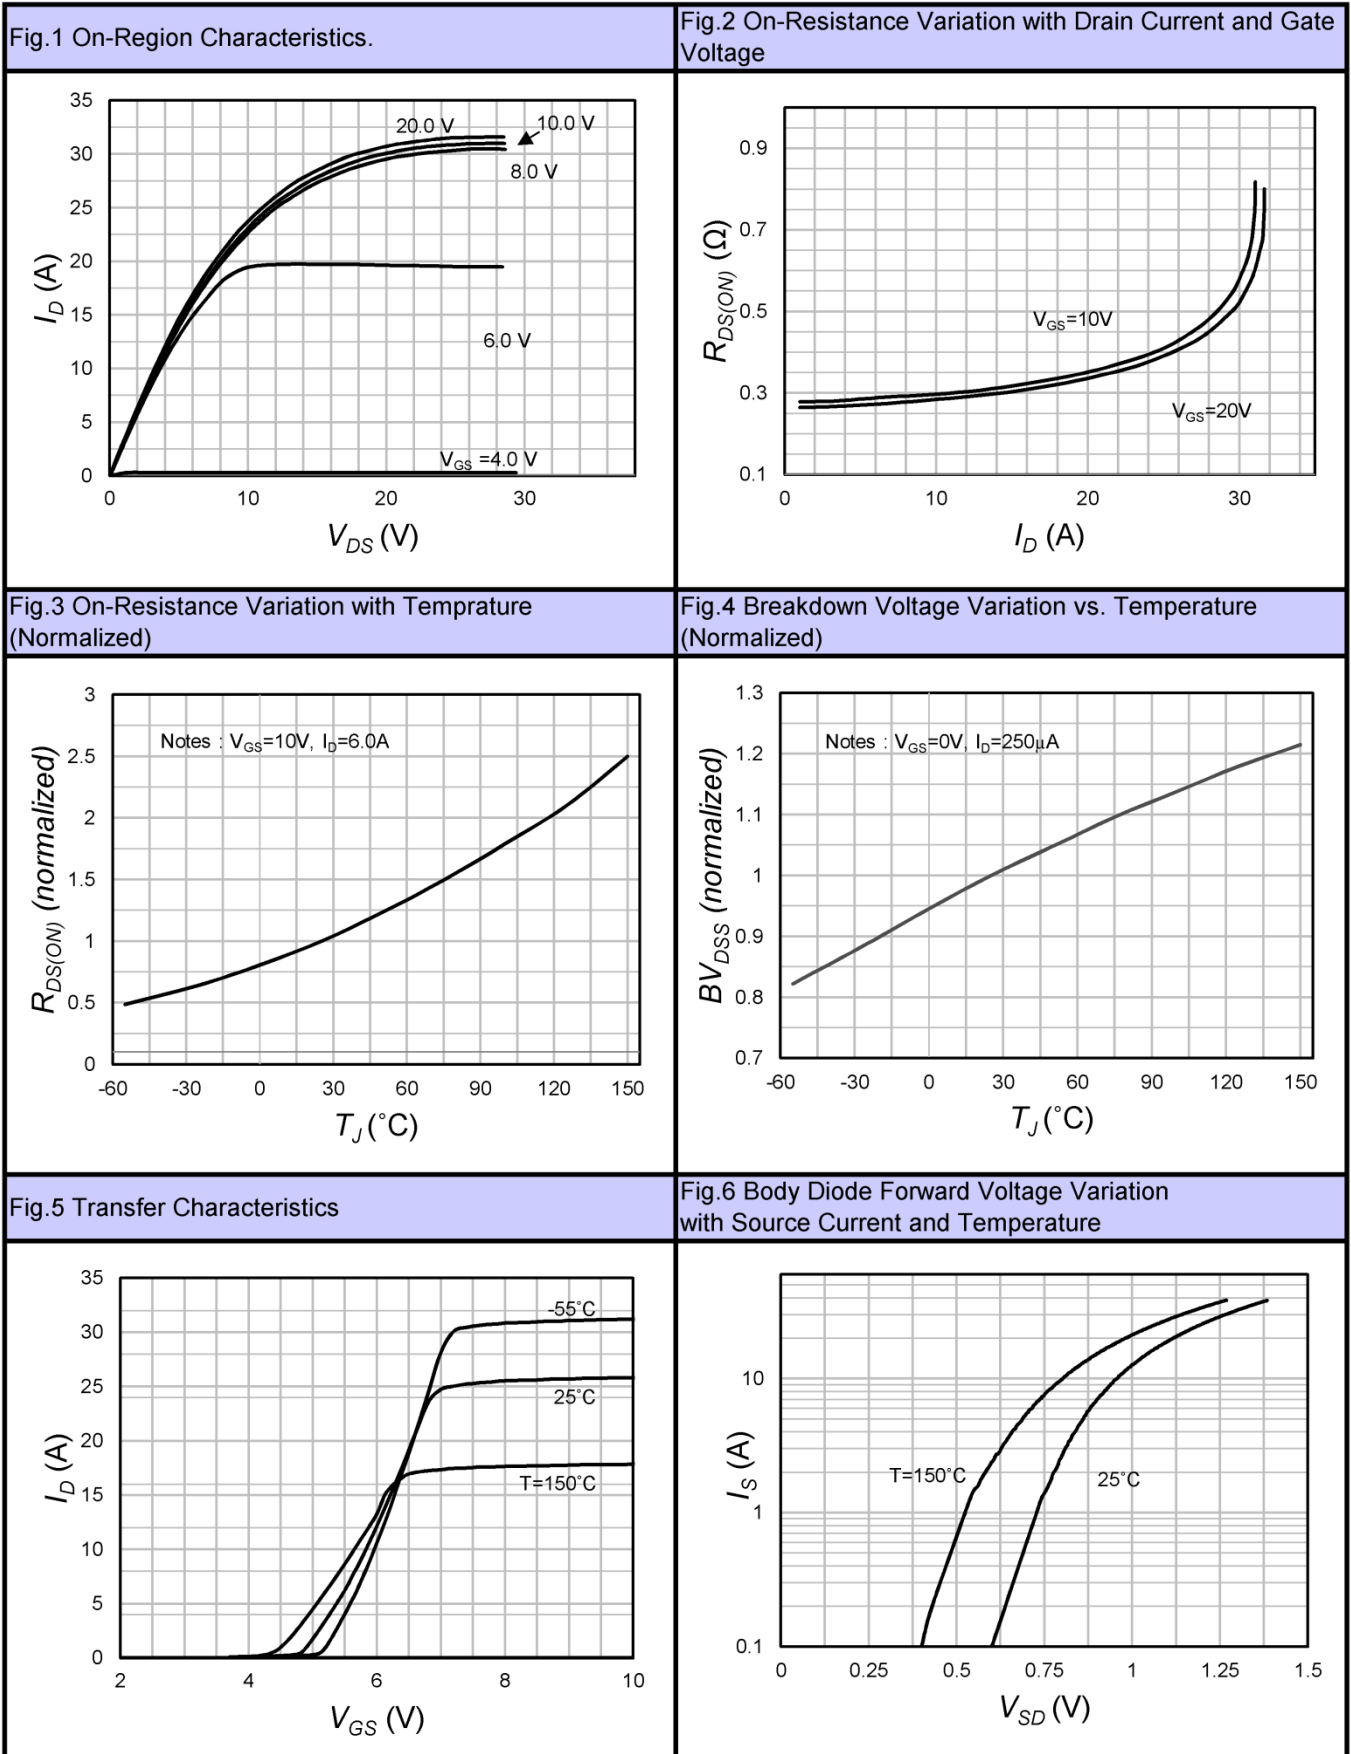 Fig.1 On-Region Characteristics.
Fig.2 On-Resistance Variation with Drain Current and Gate
Voltage
35
30
25
20
15
10
5
0
I_D (A)
20.0 V
10.0 V
8.0 V
6.0 V
V_GS =4.0 V
0 10 20 30
V_DS (V)
0.9
0.7
0.5
0.3
0.1
R_DS(ON) (Ω)
V_GS=10V
V_GS=20V
0 10 20 30
I_D (A)
Fig.3 On-Resistance Variation with Temprature
(Normalized)
Fig.4 Breakdown Voltage Variation vs. Temperature
(Normalized)
3
2.5
2
1.5
1
0.5
0
R_DS(ON) (normalized)
Notes : V_GS=10V, I_D=6.0A
-60 -30 0 30 60 90 120 150
T_J (°C)
1.3
1.2
1.1
1
0.9
0.8
0.7
BV_DSS (normalized)
Notes : V_GS=0V, I_D=250µA
-60 -30 0 30 60 90 120 150
T_J (°C)
Fig.5 Transfer Characteristics
Fig.6 Body Diode Forward Voltage Variation
with Source Current and Temperature
35
30
25
20
15
10
5
0
I_D (A)
-55°C
25°C
T=150°C
2 4 6 8 10
V_GS (V)
10
1
0.1
I_S (A)
T=150°C
25°C
0 0.25 0.5 0.75 1 1.25 1.5
V_SD (V)